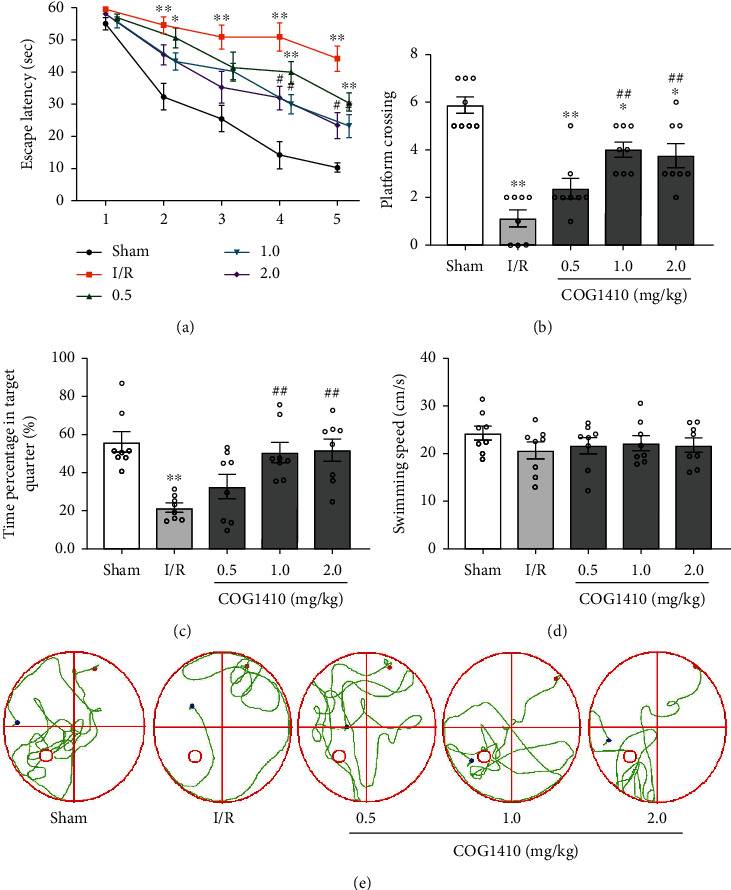 60
50
40
30
20
10
0
Escape latency (sec)
** * ** ** ** ** **
# # #
1 2 3 4 5
Sham
I/R
0.5
1.0
2.0
(a)
8
6
4
2
0
Platform crossing
**
**
##
*
##
*
Sham I/R 0.5 1.0 2.0
COG1410 (mg/kg)
(b)
100
80
60
40
20
0.0
Time percentage in target
quarter (%)
**
## ##
Sham I/R 0.5 1.0 2.0
COG1410 (mg/kg)
(c)
40
30
20
10
0
Swimming speed (cm/s)
Sham I/R 0.5 1.0 2.0
COG1410 (mg/kg)
(d)
Sham I/R 0.5 1.0 2.0
COG1410 (mg/kg)
(e)